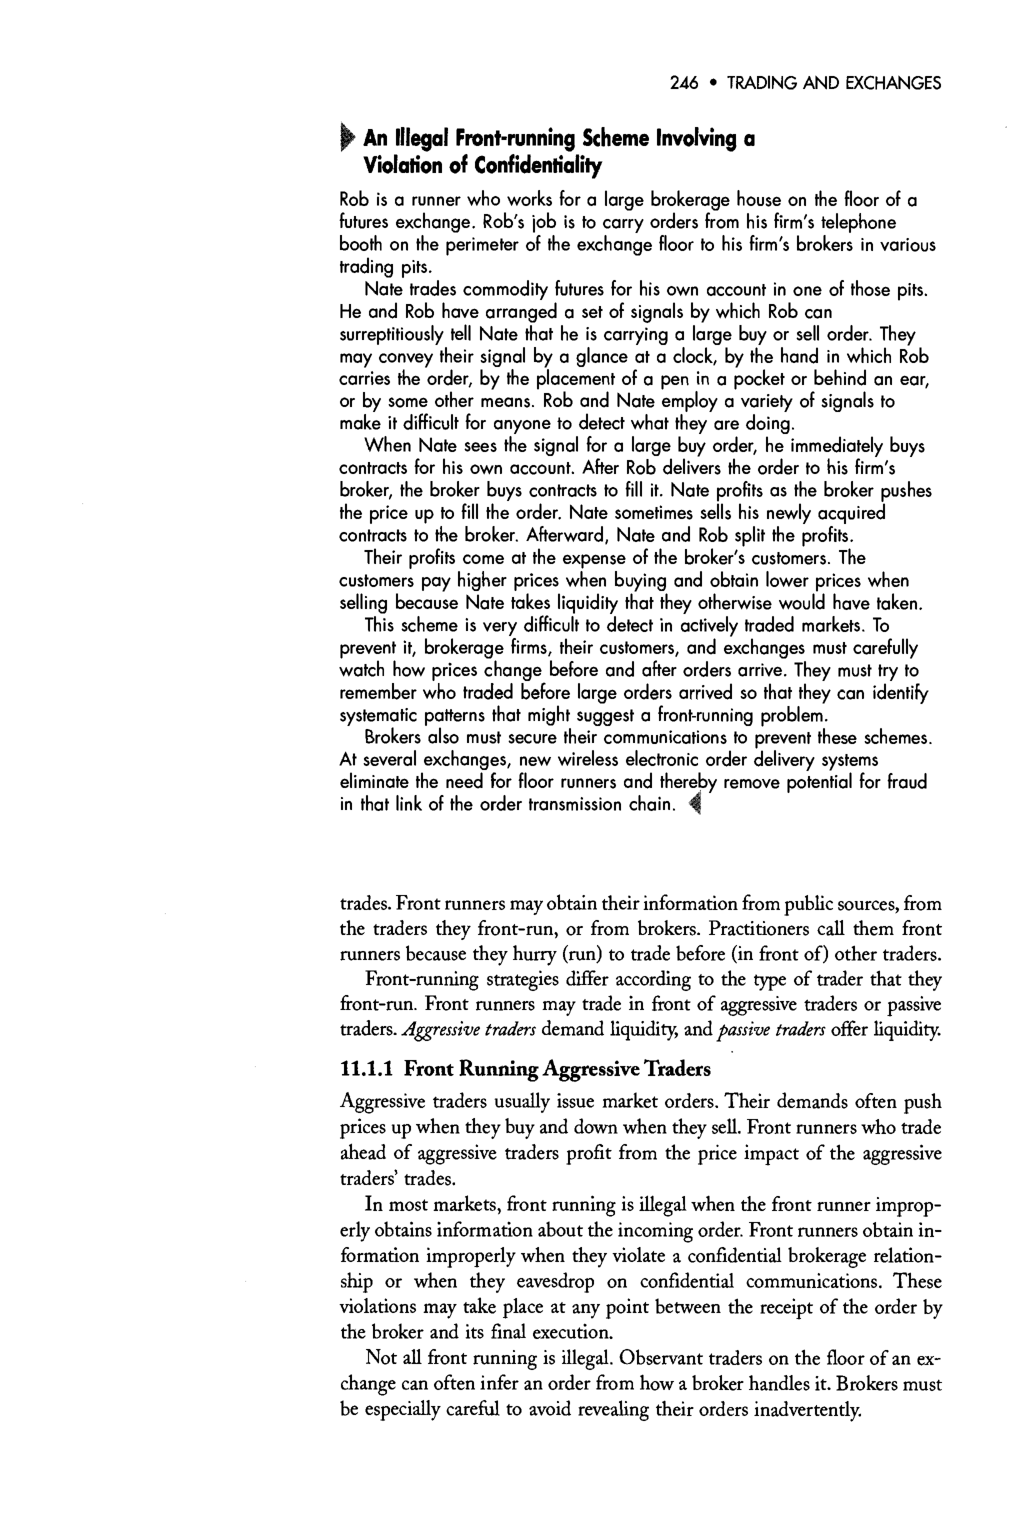 246 • TRADING AND EXCHANGES
An Illegal Front-running Scheme Involving a
Violation of Confidentiality
Rob is a runner who works for a large brokerage house on the floor of a
futures exchange. Rob's job is to carry orders from his firm's telephone
booth on the perimeter of the exchange floor to his firm's brokers in various
trading pits.
Nate trades commodity futures for his own account in one of those pits.
He and Rob have arranged a set of signals by which Rob can
surreptitiously tell Nate that he is carrying a large buy or sell order. They
may convey their signal by a glance at a clock, by the hand in which Rob
carries the order, by the placement of a pen in a pocket or behind an ear,
or by some other means. Rob and Nate employ a variety of signals to
make it difficult for anyone to detect what they are doing.
When Nate sees the signal for a large buy order, he immediately buys
contracts for his own account. After Rob delivers the order to his firm's
broker, the broker buys contracts to fill it. Nate profits as the broker pushes
the price up to fill the order. Nate sometimes sells his newly acquired
contracts to the broker. Afterward, Nate and Rob split the profits.
Their profits come at the expense of the broker's customers. The
customers pay higher prices when buying and obtain lower prices when
selling because Nate takes liquidity that they otherwise would have taken.
This scheme is very difficult to detect in actively traded markets. To
prevent it, brokerage firms, their customers, and exchanges must carefully
watch how prices change before and after orders arrive. They must try to
remember who traded before large orders arrived so that they can identify
systematic patterns that might suggest a front-running problem.
Brokers also must secure their communications to prevent these schemes.
At several exchanges, new wireless electronic order delivery systems
eliminate the need for floor runners and thereby remove potential for fraud
in that link of the order transmission chain.
trades. Front runners may obtain their information from public sources, from
the traders they front-run, or from brokers. Practitioners call them front
runners because they hurry (run) to trade before (in front of) other traders.
Front-running strategies differ according to the type of trader that they
front-run. Front runners may trade in front of aggressive traders or passive
traders. Aggressive traders demand liquidity, and passive traders offer liquidity.
11.1.1 Front Running Aggressive Traders
Aggressive traders usually issue market orders. Their demands often push
prices up when they buy and down when they sell. Front runners who trade
ahead of aggressive traders profit from the price impact of the aggressive
traders' trades.
In most markets, front running is illegal when the front runner improp-
erly obtains information about the incoming order. Front runners obtain in-
formation improperly when they violate a confidential brokerage relation-
ship or when they eavesdrop on confidential communications. These
violations may take place at any point between the receipt of the order by
the broker and its final execution.
Not all front running is illegal. Observant traders on the floor of an ex-
change can often infer an order from how a broker handles it. Brokers must
be especially careful to avoid revealing their orders inadvertently.